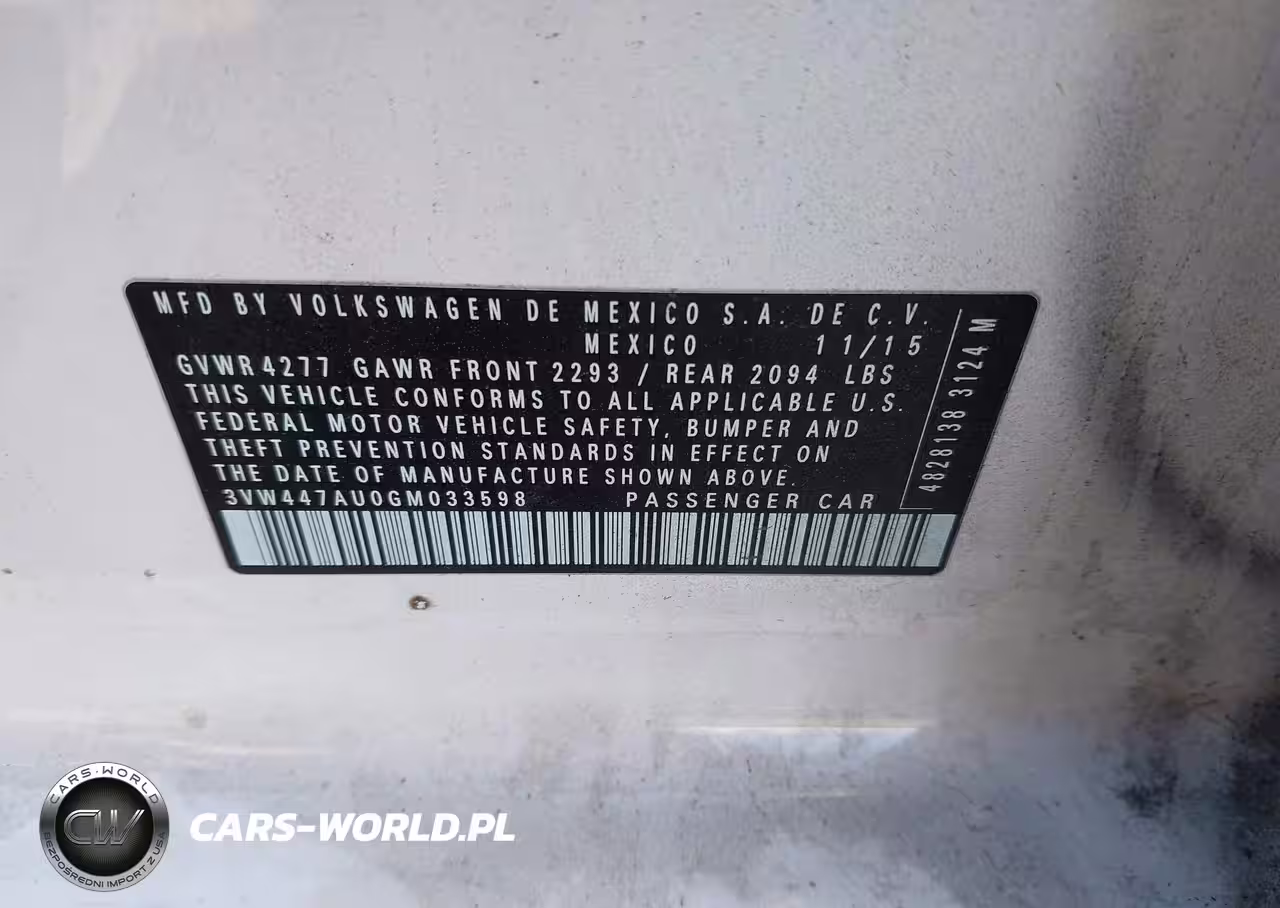 MFD BY VOLKSWAGEN DE MEXICO S.A. DE C.V.
MEXICO 11/15
GVWR 4277 GAWR FRONT 2293 / REAR 2094 LBS
THIS VEHICLE CONFORMS TO ALL APPLICABLE U.S.
FEDERAL MOTOR VEHICLE SAFETY, BUMPER AND
THEFT PREVENTION STANDARDS IN EFFECT ON
THE DATE OF MANUFACTURE SHOWN ABOVE.
3VW447AU0GM033598 PASSENGER CAR
4828138 3124 M
CARS-WORLD
CW
BEZPOŚREDNI IMPORT Z USA
CARS-WORLD.PL